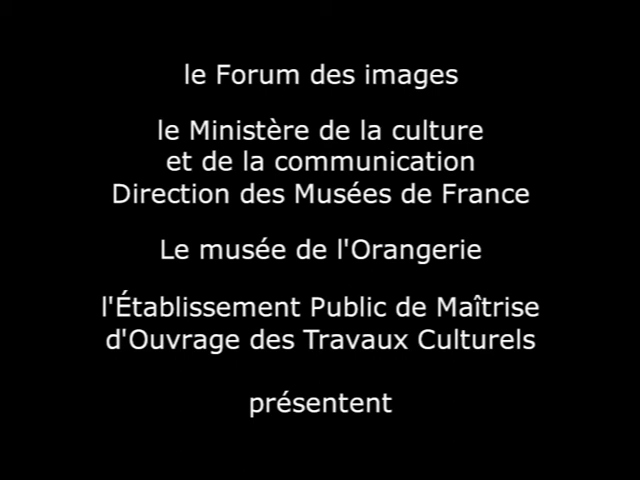 le Forum des images
le Ministère de la culture
et de la communication
Direction des Musées de France
Le musée de l'Orangerie
l'Établissement Public de Maîtrise
d'Ouvrage des Travaux Culturels
présentent